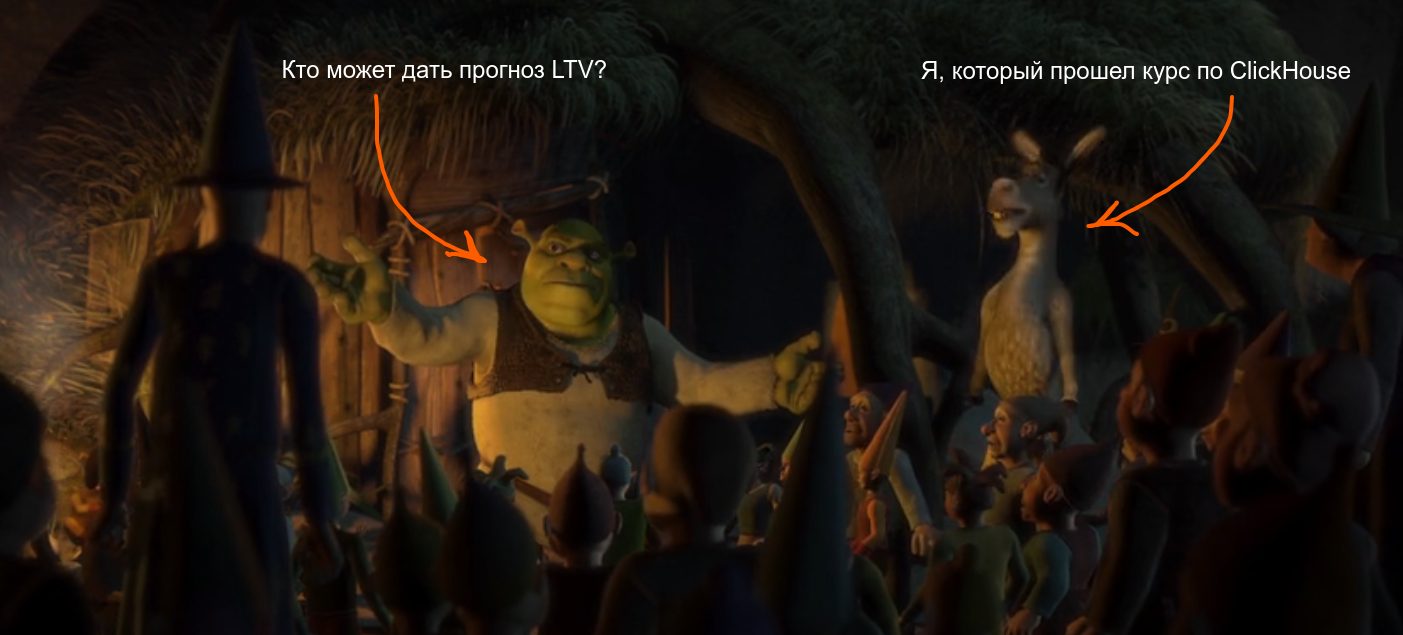 Кто может дать прогноз LTV?
Я, который прошел курс по ClickHouse